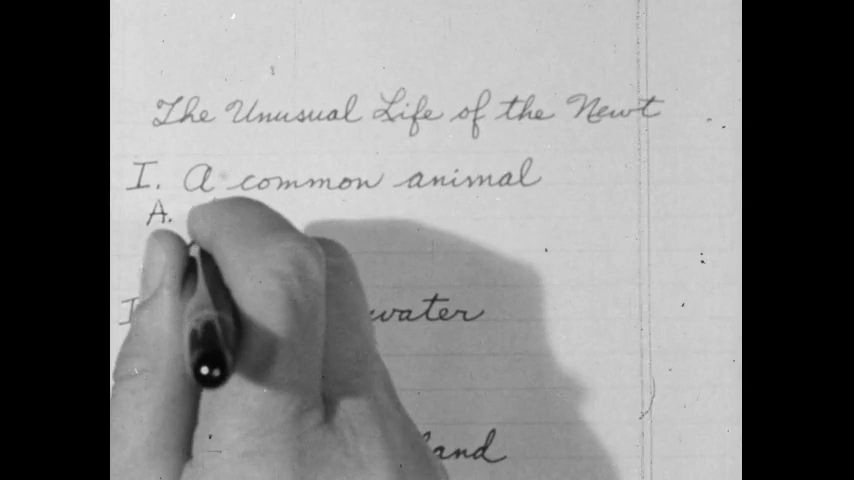 The Unusual Life of the Newt
I. A common animal
A.
water
land